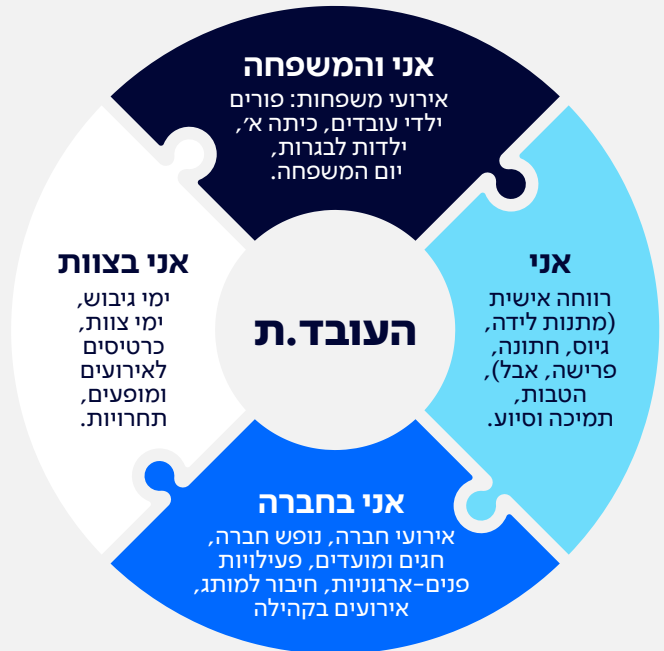 אני והמשפחה
אירועי משפחות: פורים
ילדי עובדים, כיתה א׳,
ילדות לבגרות,
יום המשפחה.
אני
רווחה אישית
(מתנות לידה,
גיוס, חתונה,
פרישה, אבל),
הטבות,
תמיכה וסיוע.
העובד.ת
אני בצוות
ימי גיבוש,
ימי צוות,
כרטיסים
לאירועים
ומופעים,
תחרויות.
אני בחברה
אירועי חברה, נופש חברה,
חגים ומועדים, פעילויות
פנים-ארגוניות, חיבור למותג,
אירועים בקהילה